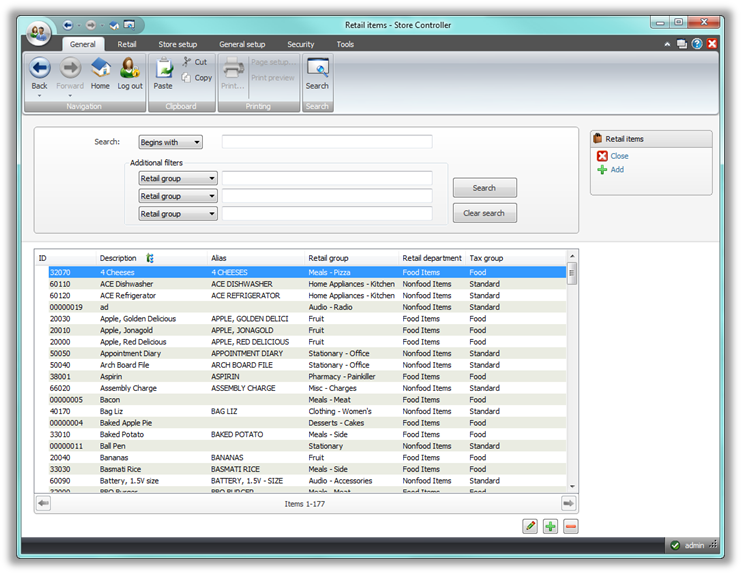 Retail items - Store Controller
General Retail Store setup General setup Security Tools
Back Forward Home Log out Paste Cut Copy Print... Page setup... Print preview Search
Navigation Clipboard Printing Search
Search: Begins with
Additional filters
Retail group
Retail group
Retail group
Search
Clear search
Retail items
Close
Add
ID Description Alias Retail group Retail department Tax group
32070 4 Cheeses 4 CHEESES Meals - Pizza Food Items Food
60110 ACE Dishwasher ACE DISHWASHER Home Appliances - Kitchen Nonfood Items Standard
60120 ACE Refrigerator ACE REFRIGERATOR Home Appliances - Kitchen Nonfood Items Standard
00000019 ad Audio - Radio Nonfood Items Standard
20030 Apple, Golden Delicious APPLE, GOLDEN DELICI Fruit Food Items Food
20010 Apple, Jonagold APPLE, JONAGOLD Fruit Food Items Food
20000 Apple, Red Delicious APPLE, RED DELICIOUS Fruit Food Items Food
50050 Appointment Diary APPOINTMENT DIARY Stationary - Office Nonfood Items Standard
50040 Arch Board File ARCH BOARD FILE Stationary - Office Nonfood Items Standard
38001 Aspirin ASPIRIN Pharmacy - Painkiller Food Items Food
66020 Assembly Charge ASSEMBLY CHARGE Misc - Charges Nonfood Items Standard
00000005 Bacon Meals - Meat Food Items Food
40170 Bag Liz BAG LIZ Clothing - Women's Nonfood Items Standard
00000004 Baked Apple Pie Desserts - Cakes Food Items Food
33010 Baked Potato BAKED POTATO Meals - Side Food Items Food
00000011 Ball Pen Stationary Nonfood Items Standard
20040 Bananas BANANAS Fruit Food Items Food
33030 Basmati Rice BASMATI RICE Meals - Side Food Items Food
60090 Battery, 1.5V size BATTERY, 1.5V - SIZE Audio - Accessories Nonfood Items Standard
32000 BBQ Burger BBQ BURGER Meals - Meat Food Items Food
Items 1-177
admin